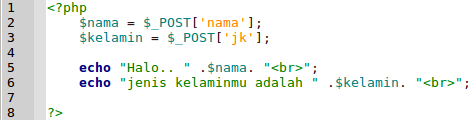 1 <?php
2 $nama = $_POST['nama'];
3 $kelamin = $_POST['jk'];
4
5 echo "Halo.. " .$nama. "<br>";
6 echo "jenis kelaminmu adalah " .$kelamin. "<br>";
7
8 ?>